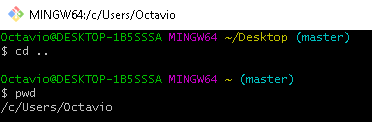 MINGW64:/c/Users/Octavio
Octavio@DESKTOP-1B5SSSA MINGW64 ~/Desktop (master)
$ cd ..
Octavio@DESKTOP-1B5SSSA MINGW64 ~ (master)
$ pwd
/c/Users/Octavio